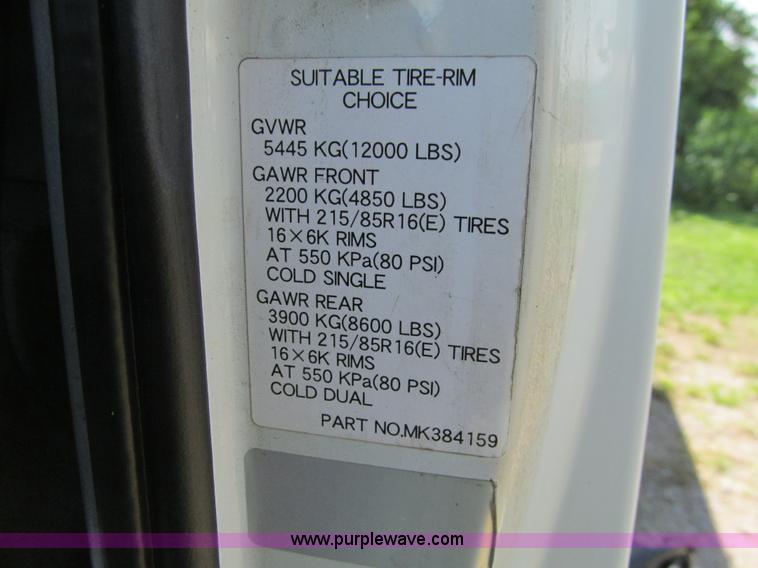 SUITABLE TIRE-RIM
CHOICE
GVWR
5445 KG(12000 LBS)
GAWR FRONT
2200 KG(4850 LBS)
WITH 215/85R16(E) TIRES
16×6K RIMS
AT 550 KPa(80 PSI)
COLD SINGLE
GAWR REAR
3900 KG(8600 LBS)
WITH 215/85R16(E) TIRES
16×6K RIMS
AT 550 KPa(80 PSI)
COLD DUAL
PART NO.MK384159
www.purplewave.com